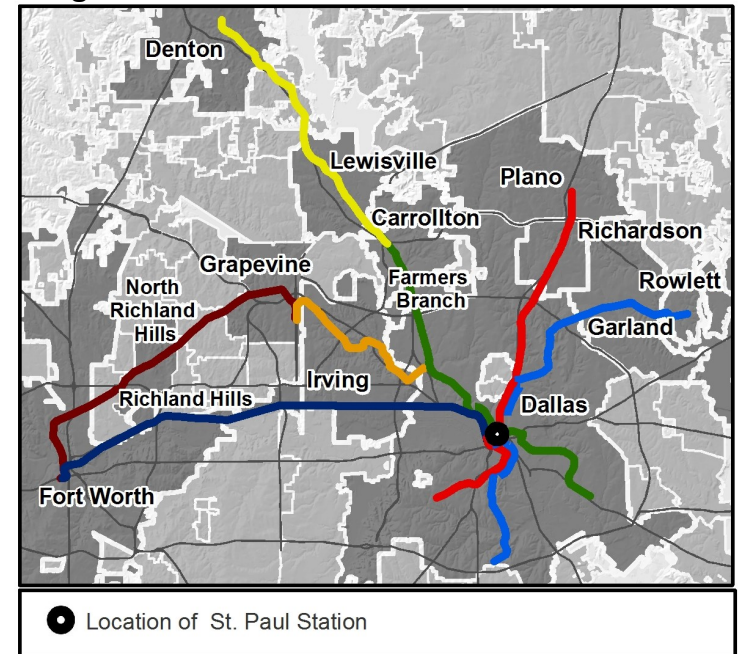 Denton
Lewisville
Plano
Carrollton
Richardson
Grapevine
Farmers
Branch
Rowlett
North
Richland
Hills
Garland
Irving
Richland Hills
Dallas
Fort Worth
Location of St. Paul Station